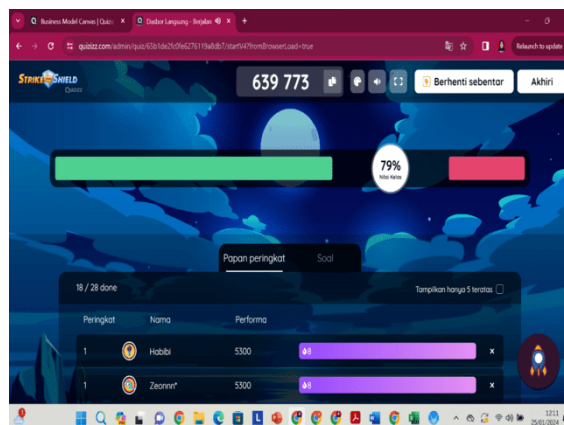 Business Model Canvas | Quiz
Dasbor Langsung - Berjalan
quizizz.com/admin/quiz/65b1de2fc0fe6276119a8db7/startV4?fromBrowserLoad=true
Relaunch to update
STRIKE SHIELD
QUIZIZZ
639 773
Berhenti sebentar
Akhiri
79%
Nilai Kelas
Papan peringkat
Soal
18 / 28 done
Tampilkan hanya 5 teratas
Peringkat
Nama
Performa
1
Habibi
5300
8
1
Zeonnn*
5300
8
12.11
25/01/2024